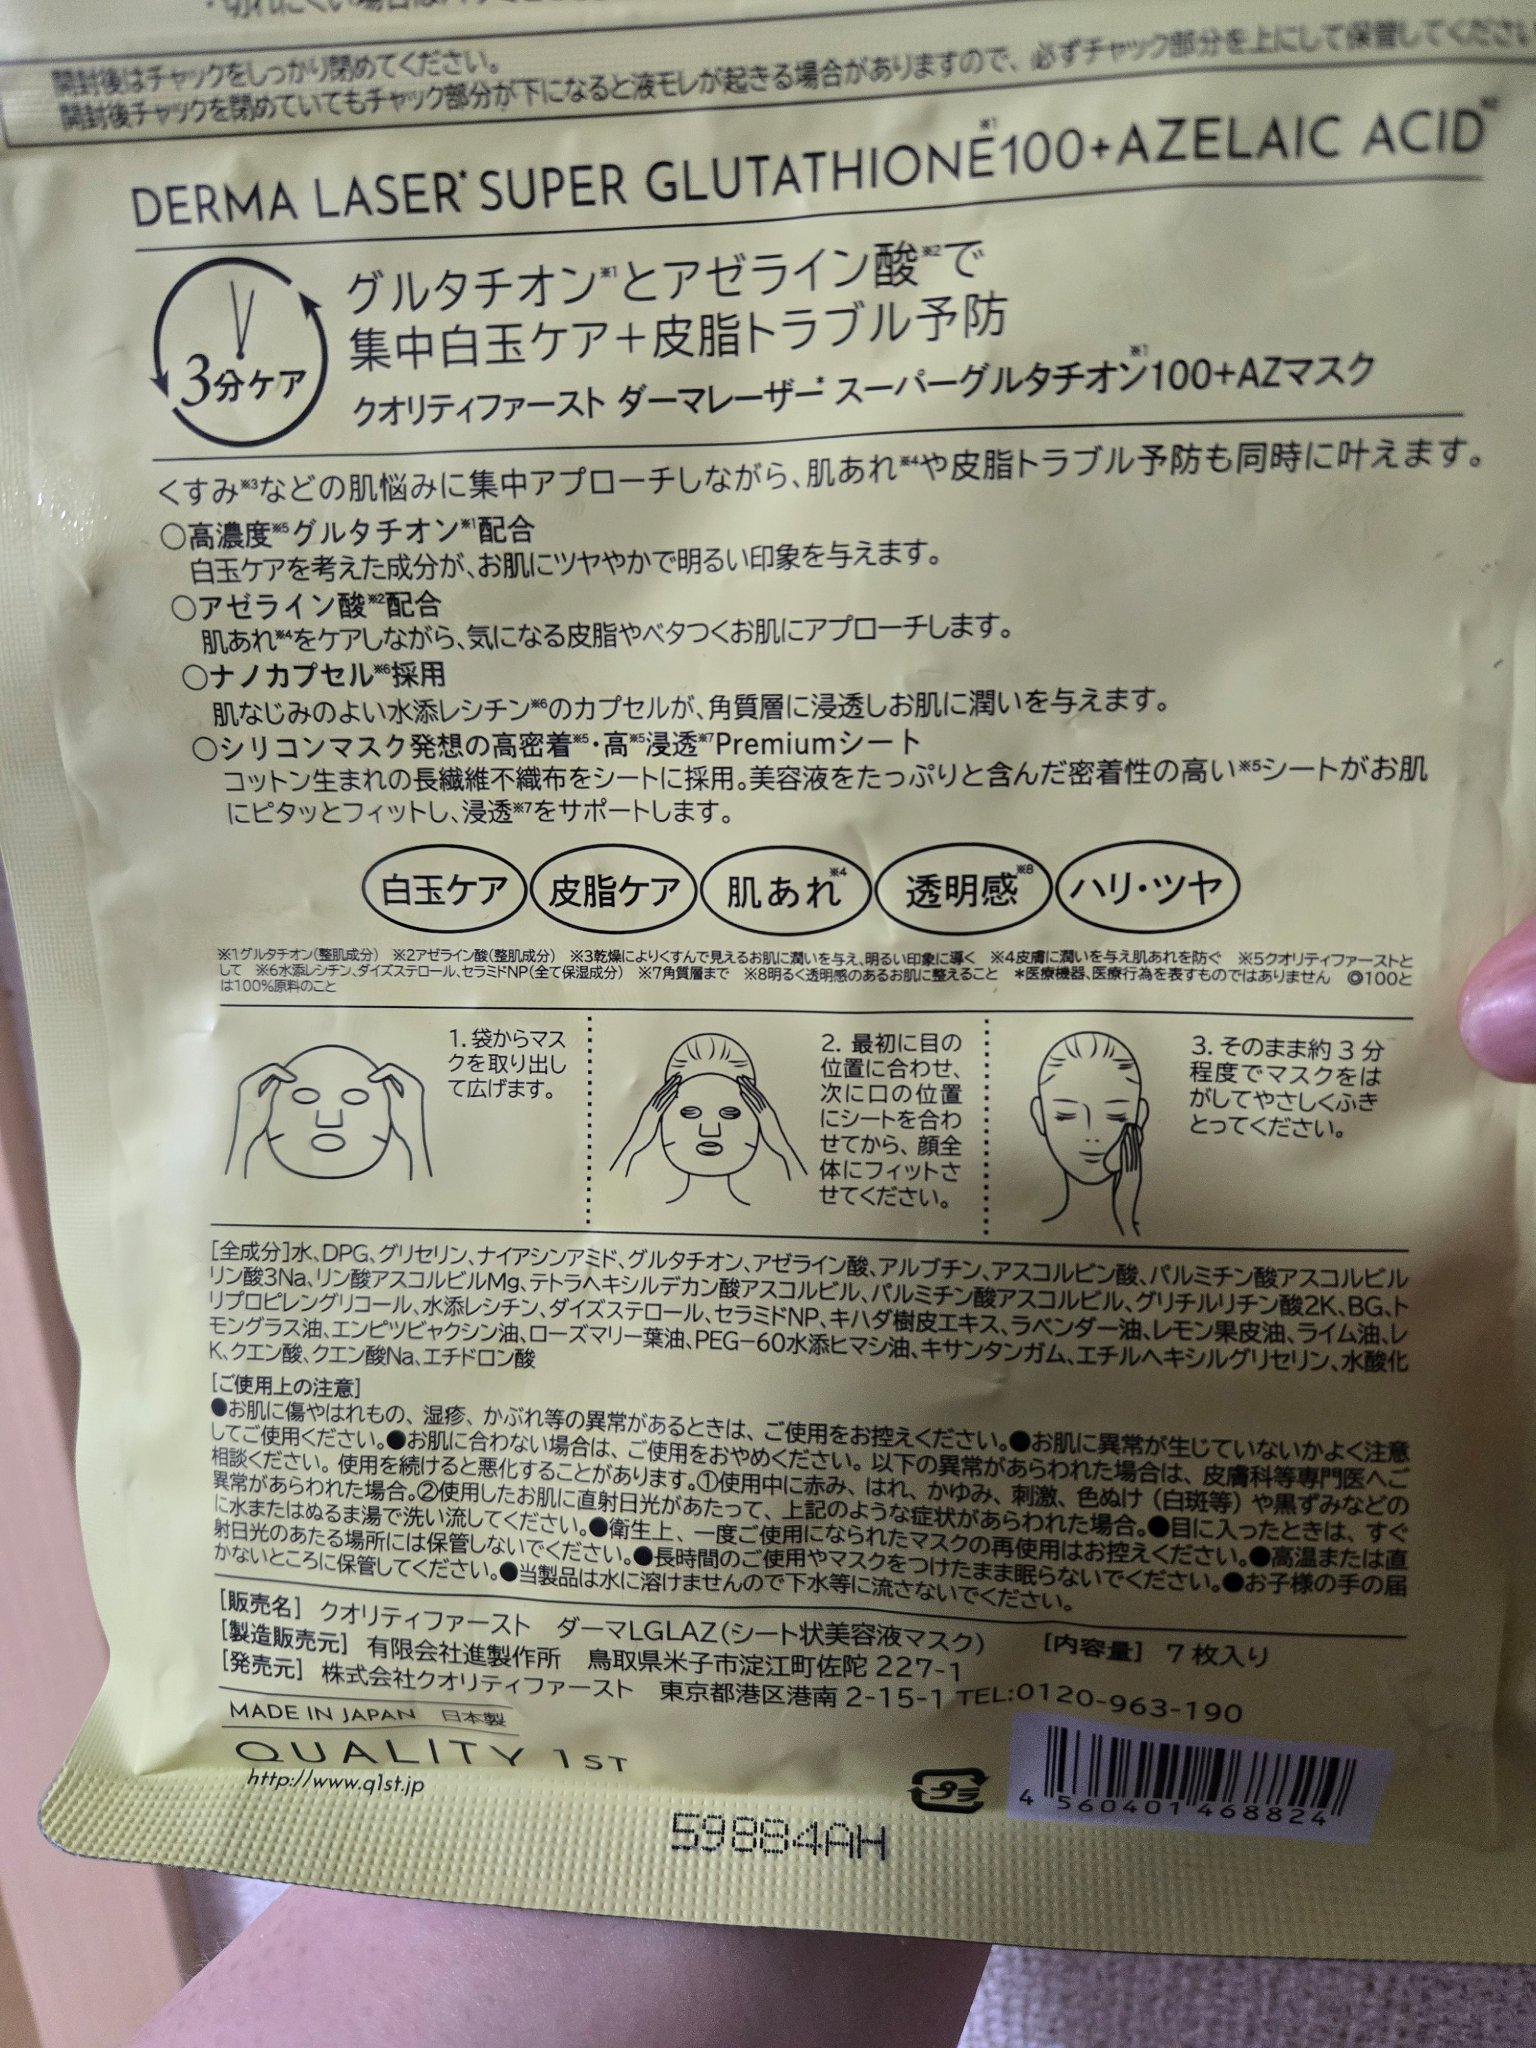 開封後はチャックをしっかり閉めてください。
開封後チャックを閉めていてもチャック部分が下になると液モレが起きる場合がありますので、必ずチャック部分を上にして保管してください
DERMA LASER* SUPER GLUTATHIONE※1100+AZELAIC ACID※2
3分ケア
グルタチオン※1とアゼライン酸※2で
集中白玉ケア+皮脂トラブル予防
クオリティファースト ダーマレーザー* スーパーグルタチオン※1100+AZマスク
くすみ※3などの肌悩みに集中アプローチしながら、肌あれ※4や皮脂トラブル予防も同時に叶えます。
○高濃度※5グルタチオン※1配合
白玉ケアを考えた成分が、お肌にツヤやかで明るい印象を与えます。
○アゼライン酸※2配合
肌あれ※4をケアしながら、気になる皮脂やベタつくお肌にアプローチします。
○ナノカプセル※6採用
肌なじみのよい水添レシチン※6のカプセルが、角質層に浸透しお肌に潤いを与えます。
○シリコンマスク発想の高密着※5・高※5浸透※7Premiumシート
コットン生まれの長繊維不織布をシートに採用。美容液をたっぷりと含んだ密着性の高い※5シートがお肌
にピタッとフィットし、浸透※7をサポートします。
白玉ケア 皮脂ケア 肌あれ※4 透明感※8 ハリ・ツヤ
※1グルタチオン(整肌成分) ※2アゼライン酸(整肌成分) ※3乾燥によりくすんで見えるお肌に潤いを与え、明るい印象に導く ※4皮膚に潤いを与え肌あれを防ぐ ※5クオリティファーストと
して ※6水添レシチン、ダイズステロール、セラミドNP(全て保湿成分) ※7角質層まで ※8明るく透明感のあるお肌に整えること *医療機器、医療行為を表すものではありません ◎100と
は100%原料のこと
1. 袋からマス
クを取り出し
て広げます。
2. 最初に目の
位置に合わせ、
次に口の位置
にシートを合わ
せてから、顔全
体にフィットさ
せてください。
3. そのまま約 3 分
程度でマスクをは
がしてやさしくふき
とってください。
[全成分]水、DPG、グリセリン、ナイアシンアミド、グルタチオン、アゼライン酸、アルブチン、アスコルビン酸、パルミチン酸アスコルビル
リン酸3Na、リン酸アスコルビルMg、テトラヘキシルデカン酸アスコルビル、パルミチン酸アスコルビル、グリチルリチン酸2K、BG、ト
リプロピレングリコール、水添レシチン、ダイズステロール、セラミドNP、キハダ樹皮エキス、ラベンダー油、レモン果皮油、ライム油、レ
モングラス油、エンピツビャクシン油、ローズマリー葉油、PEG-60水添ヒマシ油、キサンタンガム、エチルヘキシルグリセリン、水酸化
K、クエン酸、クエン酸Na、エチドロン酸
[ご使用上の注意]
●お肌に傷やはれもの、湿疹、かぶれ等の異常があるときは、ご使用をお控えください。●お肌に異常が生じていないかよく注意
してご使用ください。●お肌に合わない場合は、ご使用をおやめください。以下の異常があらわれた場合は、皮膚科等専門医へご
相談ください。使用を続けると悪化することがあります。①使用中に赤み、はれ、かゆみ、刺激、色ぬけ(白斑等)や黒ずみなどの
異常があらわれた場合。②使用したお肌に直射日光があたって、上記のような症状があらわれた場合。●目に入ったときは、すぐ
に水またはぬるま湯で洗い流してください。●衛生上、一度ご使用になられたマスクの再使用はお控えください。●高温または直
射日光のあたる場所には保管しないでください。●長時間のご使用やマスクをつけたまま眠らないでください。●お子様の手の届
かないところに保管してください。●当製品は水に溶けませんので下水等に流さないでください。
[販売名] クオリティファースト ダーマLGLAZ(シート状美容液マスク) [内容量] 7枚入り
[製造販売元] 有限会社進製作所 鳥取県米子市淀江町佐陀 227-1
[発売元] 株式会社クオリティファースト 東京都港区港南 2-15-1 TEL:0120-963-190
MADE IN JAPAN 日本製
QUALITY 1ST
http://www.q1st.jp
プラ
4 560401 468824
59884AH